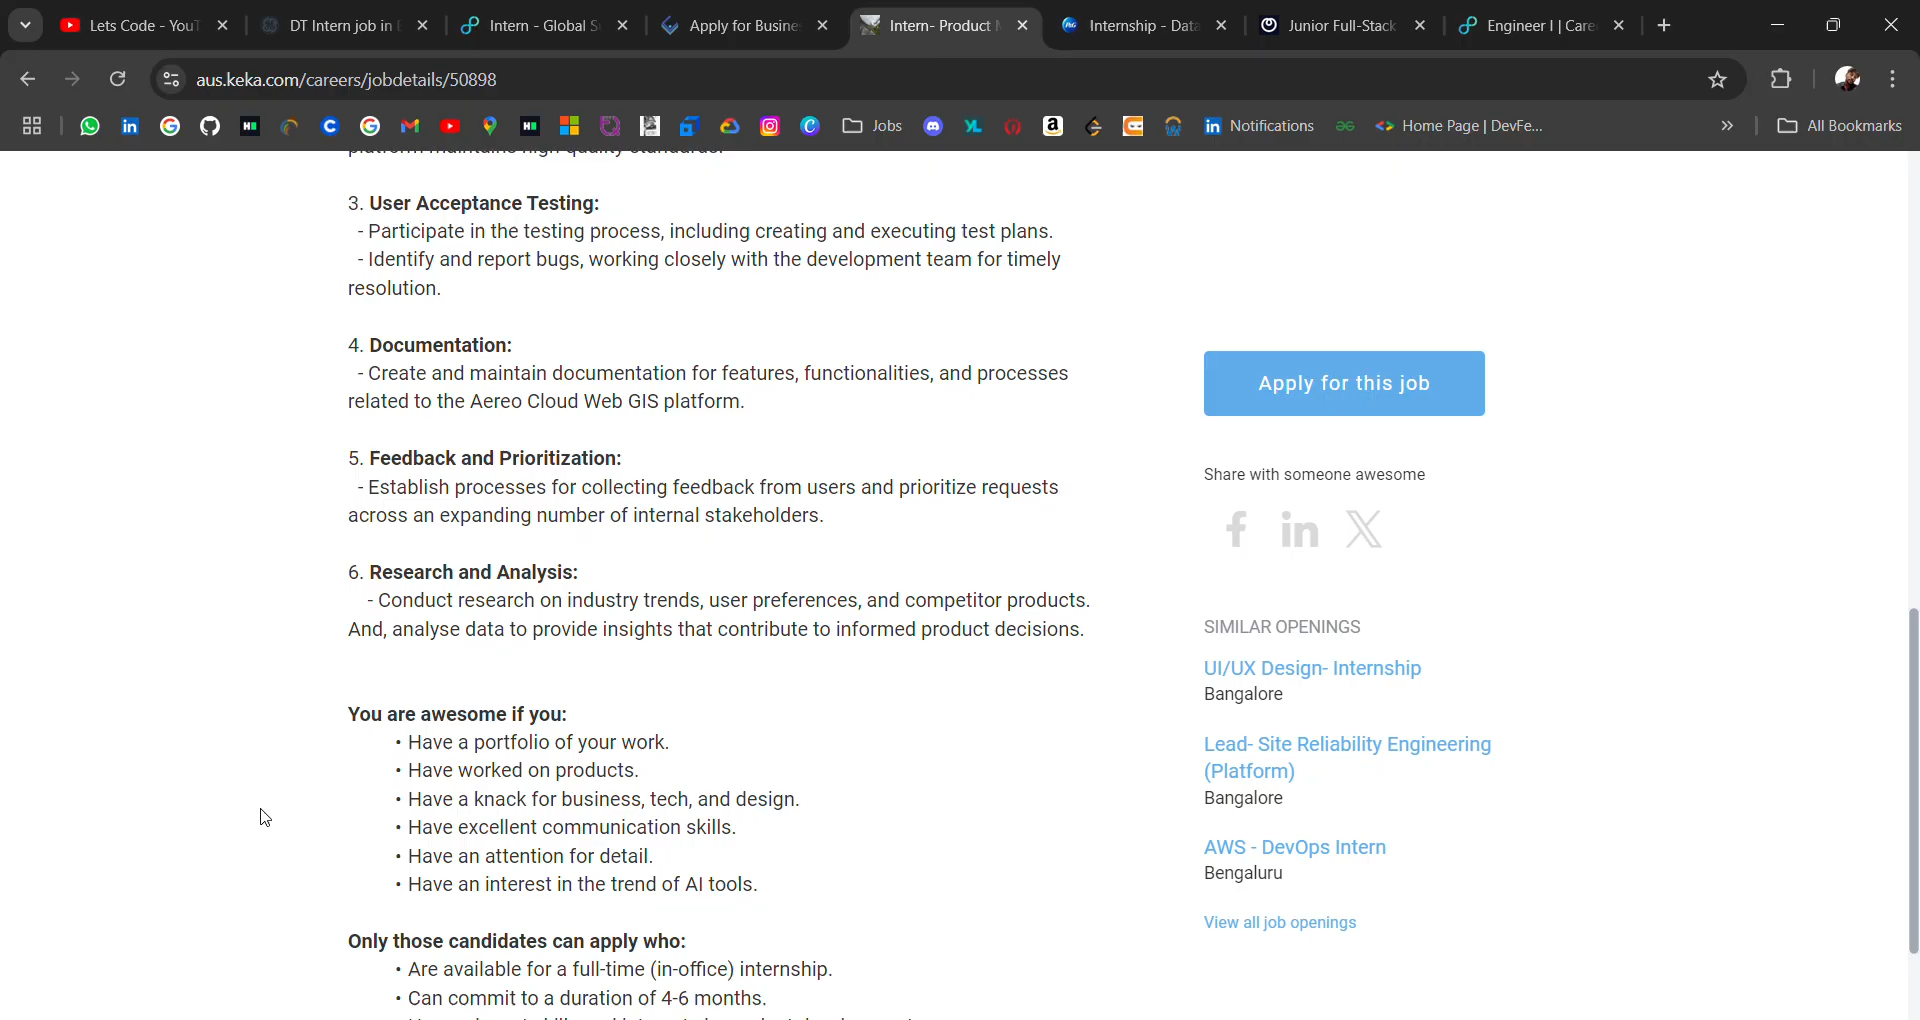 Lets Code - YouT
DT Intern job in
Intern - Global S
Apply for Busine
Intern- Product
Internship - Data
Junior Full-Stack
Engineer I | Care
aus.keka.com/careers/jobdetails/50898
Jobs
Notifications
Home Page | DevFe...
All Bookmarks
platform maintains high-quality standards.
3. User Acceptance Testing:
- Participate in the testing process, including creating and executing test plans.
- Identify and report bugs, working closely with the development team for timely
resolution.
4. Documentation:
- Create and maintain documentation for features, functionalities, and processes
related to the Aereo Cloud Web GIS platform.
5. Feedback and Prioritization:
- Establish processes for collecting feedback from users and prioritize requests
across an expanding number of internal stakeholders.
6. Research and Analysis:
- Conduct research on industry trends, user preferences, and competitor products.
And, analyse data to provide insights that contribute to informed product decisions.
You are awesome if you:
• Have a portfolio of your work.
• Have worked on products.
• Have a knack for business, tech, and design.
• Have excellent communication skills.
• Have an attention for detail.
• Have an interest in the trend of AI tools.
Only those candidates can apply who:
• Are available for a full-time (in-office) internship.
• Can commit to a duration of 4-6 months.
Apply for this job
Share with someone awesome
SIMILAR OPENINGS
UI/UX Design- Internship
Bangalore
Lead- Site Reliability Engineering
(Platform)
Bangalore
AWS - DevOps Intern
Bengaluru
View all job openings